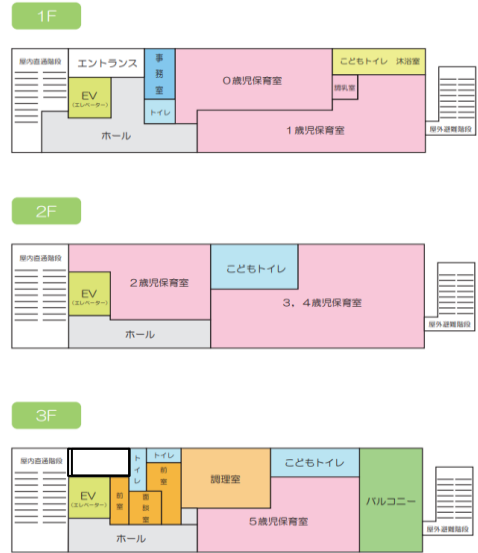 1F
屋内直通階段
エントランス
事務室
０歳児保育室
こどもトイレ 沐浴室
EV
(エレベーター)
調乳室
トイレ
１歳児保育室
ホール
屋外避難階段
2F
屋内直通階段
２歳児保育室
こどもトイレ
EV
(エレベーター)
３，４歳児保育室
ホール
屋外避難階段
3F
屋内直通階段
トイレ
トイレ
前室
調理室
こどもトイレ
EV
(エレベーター)
前室
面談室
バルコニー
５歳児保育室
ホール
屋外避難階段